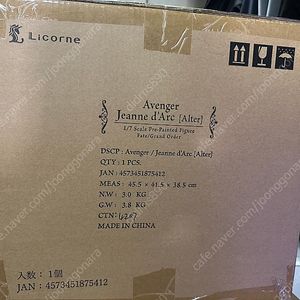 Licorne
Avenger
Jeanne d'Arc [Alter]
1/7 Scale Pre-Painted Figure
Fate/Grand Order
DSCP : Avenger / Jeanne d'Arc [Alter]
QTY : 1 PCS.
JAN : 4573451875412
MEAS : 45.5 × 41.5 × 38.5 cm
N.W : 3.0 KG
G.W : 3.8 KG
CTN:
MADE IN CHINA
入数 : 1個
JAN : 4573451875412